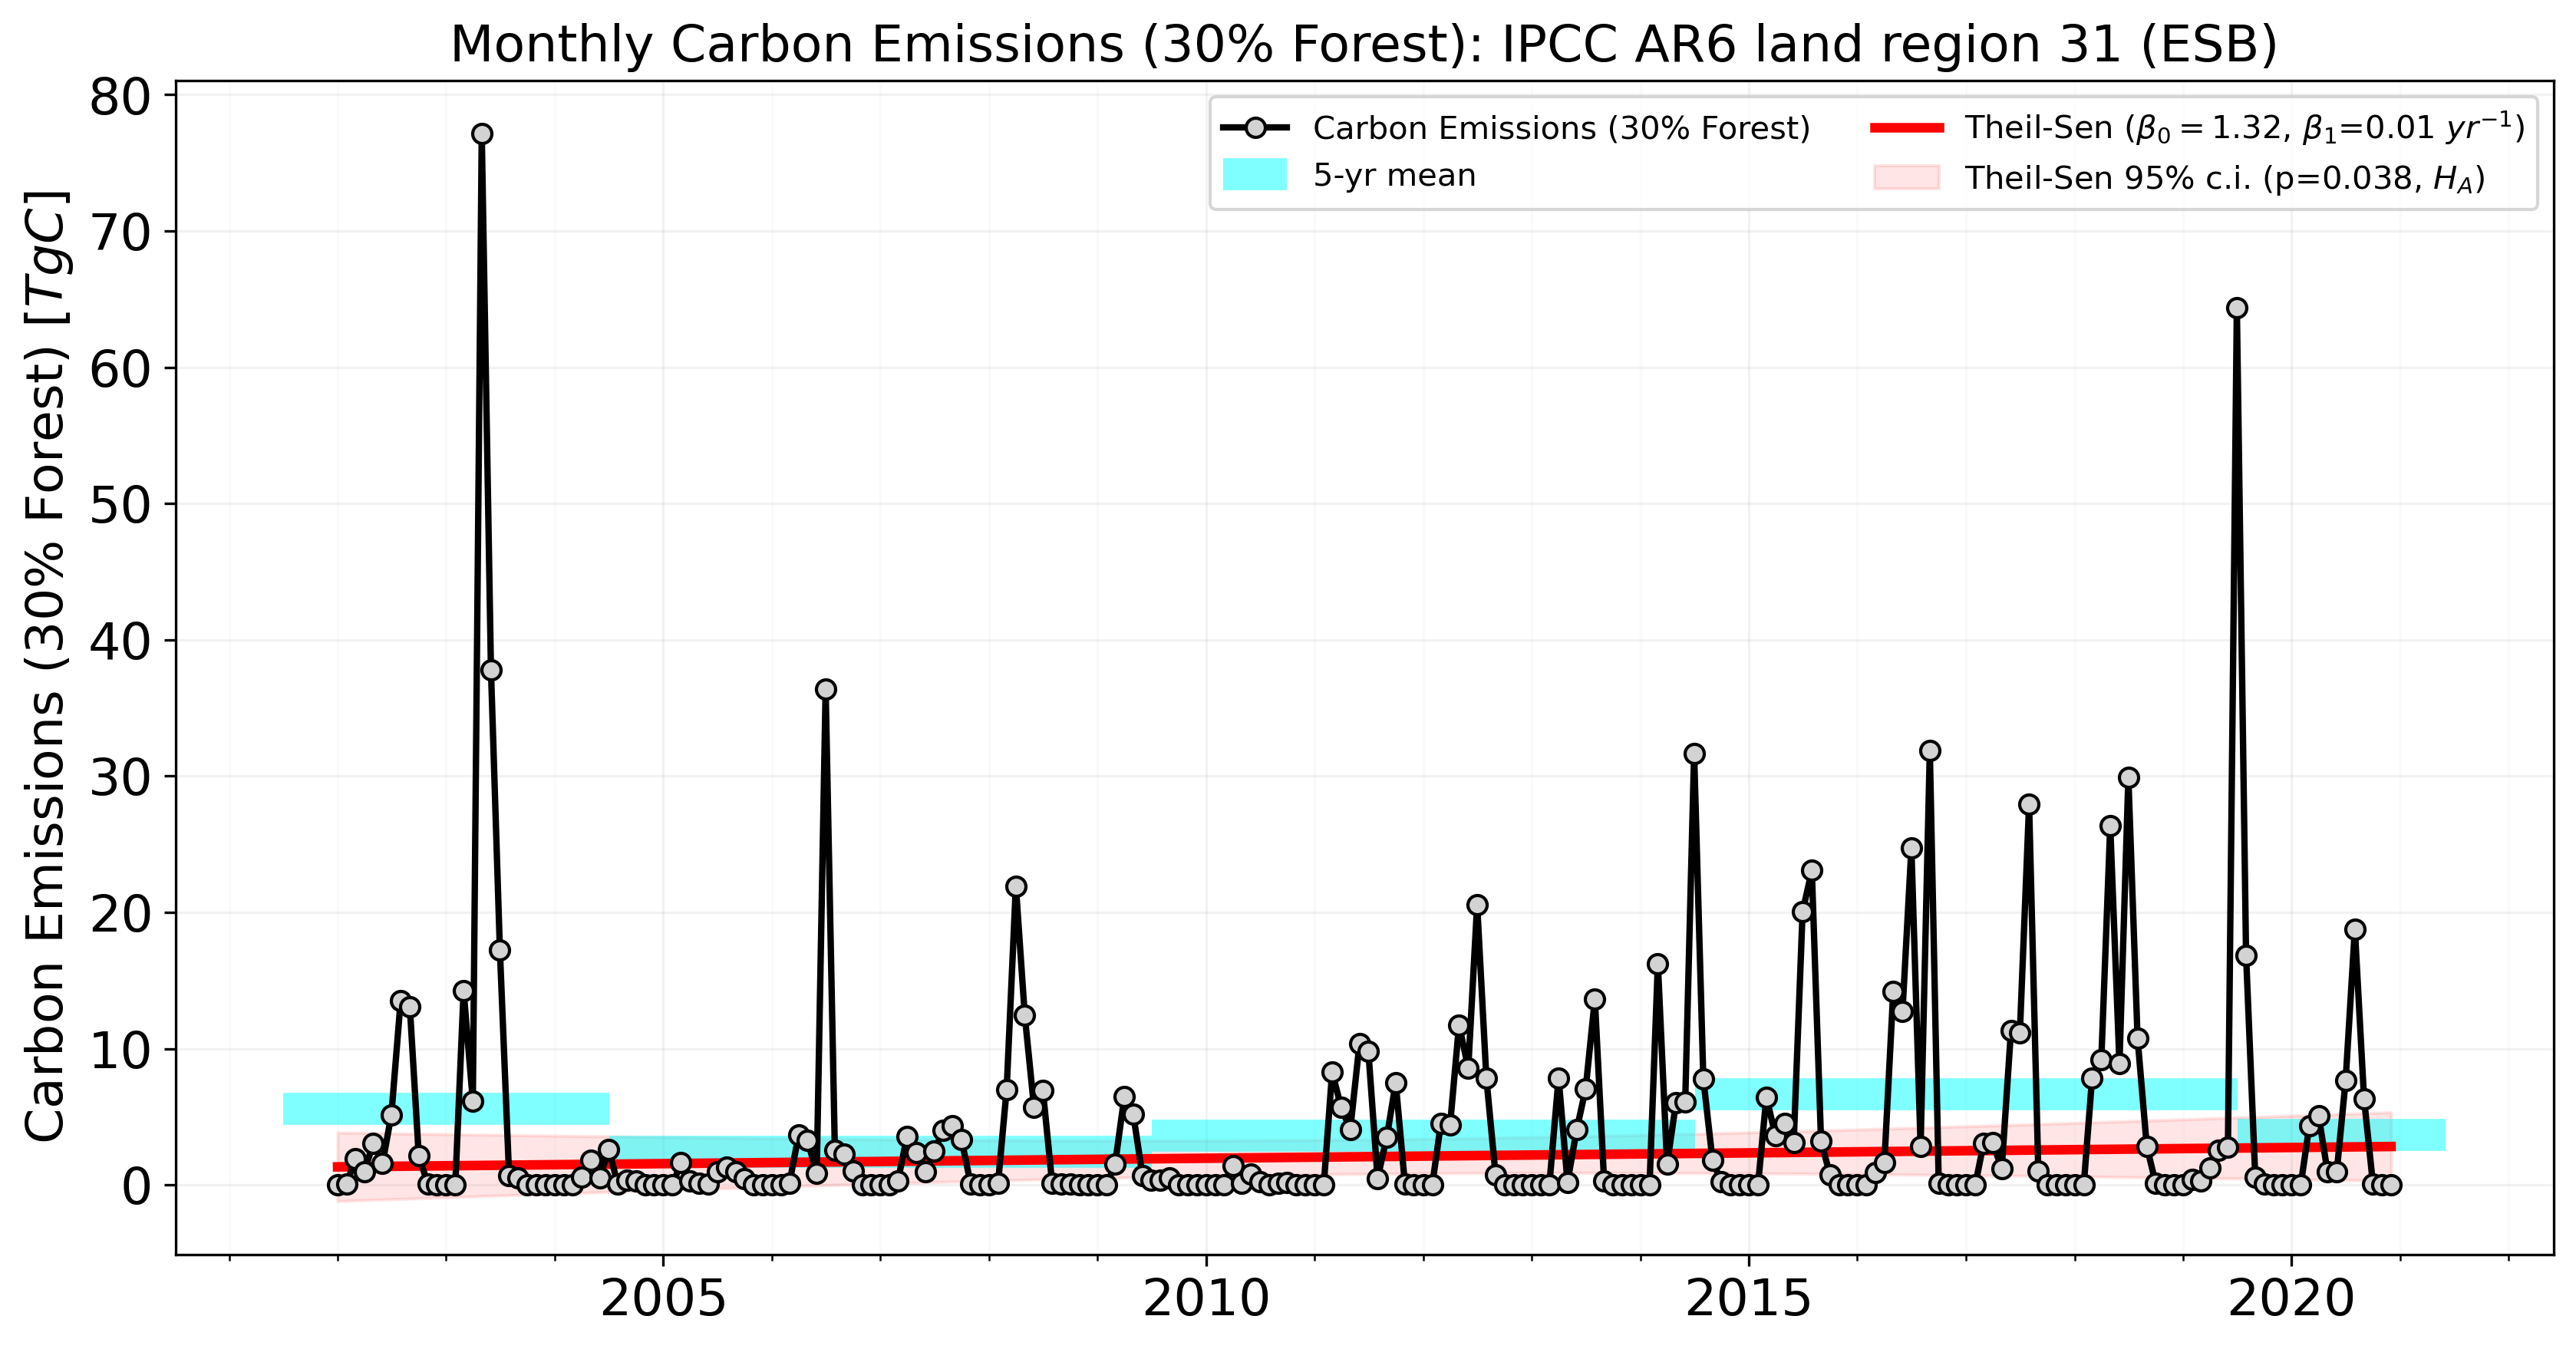 Monthly Carbon Emissions (30% Forest): IPCC AR6 land region 31 (ESB)
Carbon Emissions (30% Forest) [TgC]
80
70
60
50
40
30
20
10
0
Carbon Emissions (30% Forest)
5-yr mean
Theil-Sen (β₀ = 1.32, β₁=0.01 yr⁻¹)
Theil-Sen 95% c.i. (p=0.038, H_A)
2005
2010
2015
2020